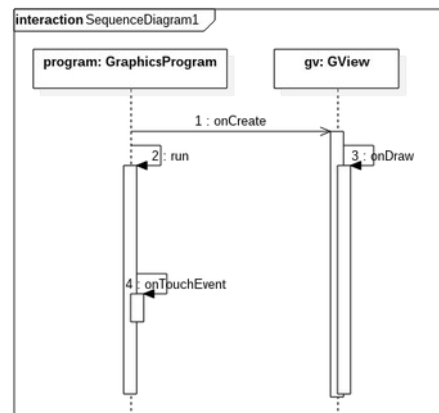 interaction SequenceDiagram1
program: GraphicsProgram
gv: GView
1 : onCreate
2 : run
3 : onDraw
4 : onTouchEvent